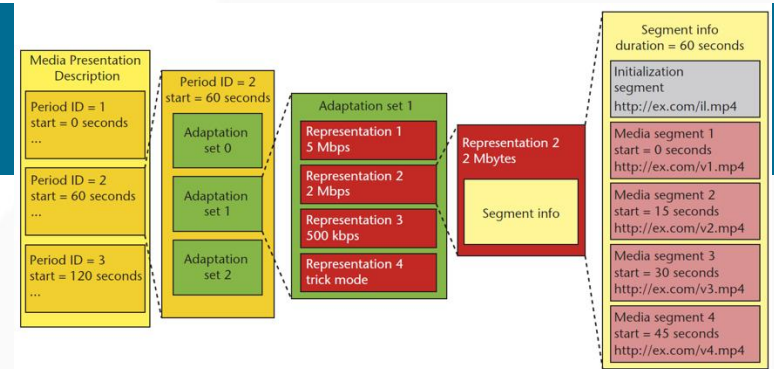 Media Presentation
Description
Period ID = 1
start = 0 seconds
...
Period ID = 2
start = 60 seconds
...
Period ID = 3
start = 120 seconds
...
Period ID = 2
start = 60 seconds
Adaptation
set 0
Adaptation
set 1
Adaptation
set 2
Adaptation set 1
Representation 1
5 Mbps
Representation 2
2 Mbps
Representation 3
500 kbps
Representation 4
trick mode
Representation 2
2 Mbytes
Segment info
Segment info
duration = 60 seconds
Initialization
segment
http://ex.com/il.mp4
Media segment 1
start = 0 seconds
http://ex.com/v1.mp4
Media segment 2
start = 15 seconds
http://ex.com/v2.mp4
Media segment 3
start = 30 seconds
http://ex.com/v3.mp4
Media segment 4
start = 45 seconds
http://ex.com/v4.mp4